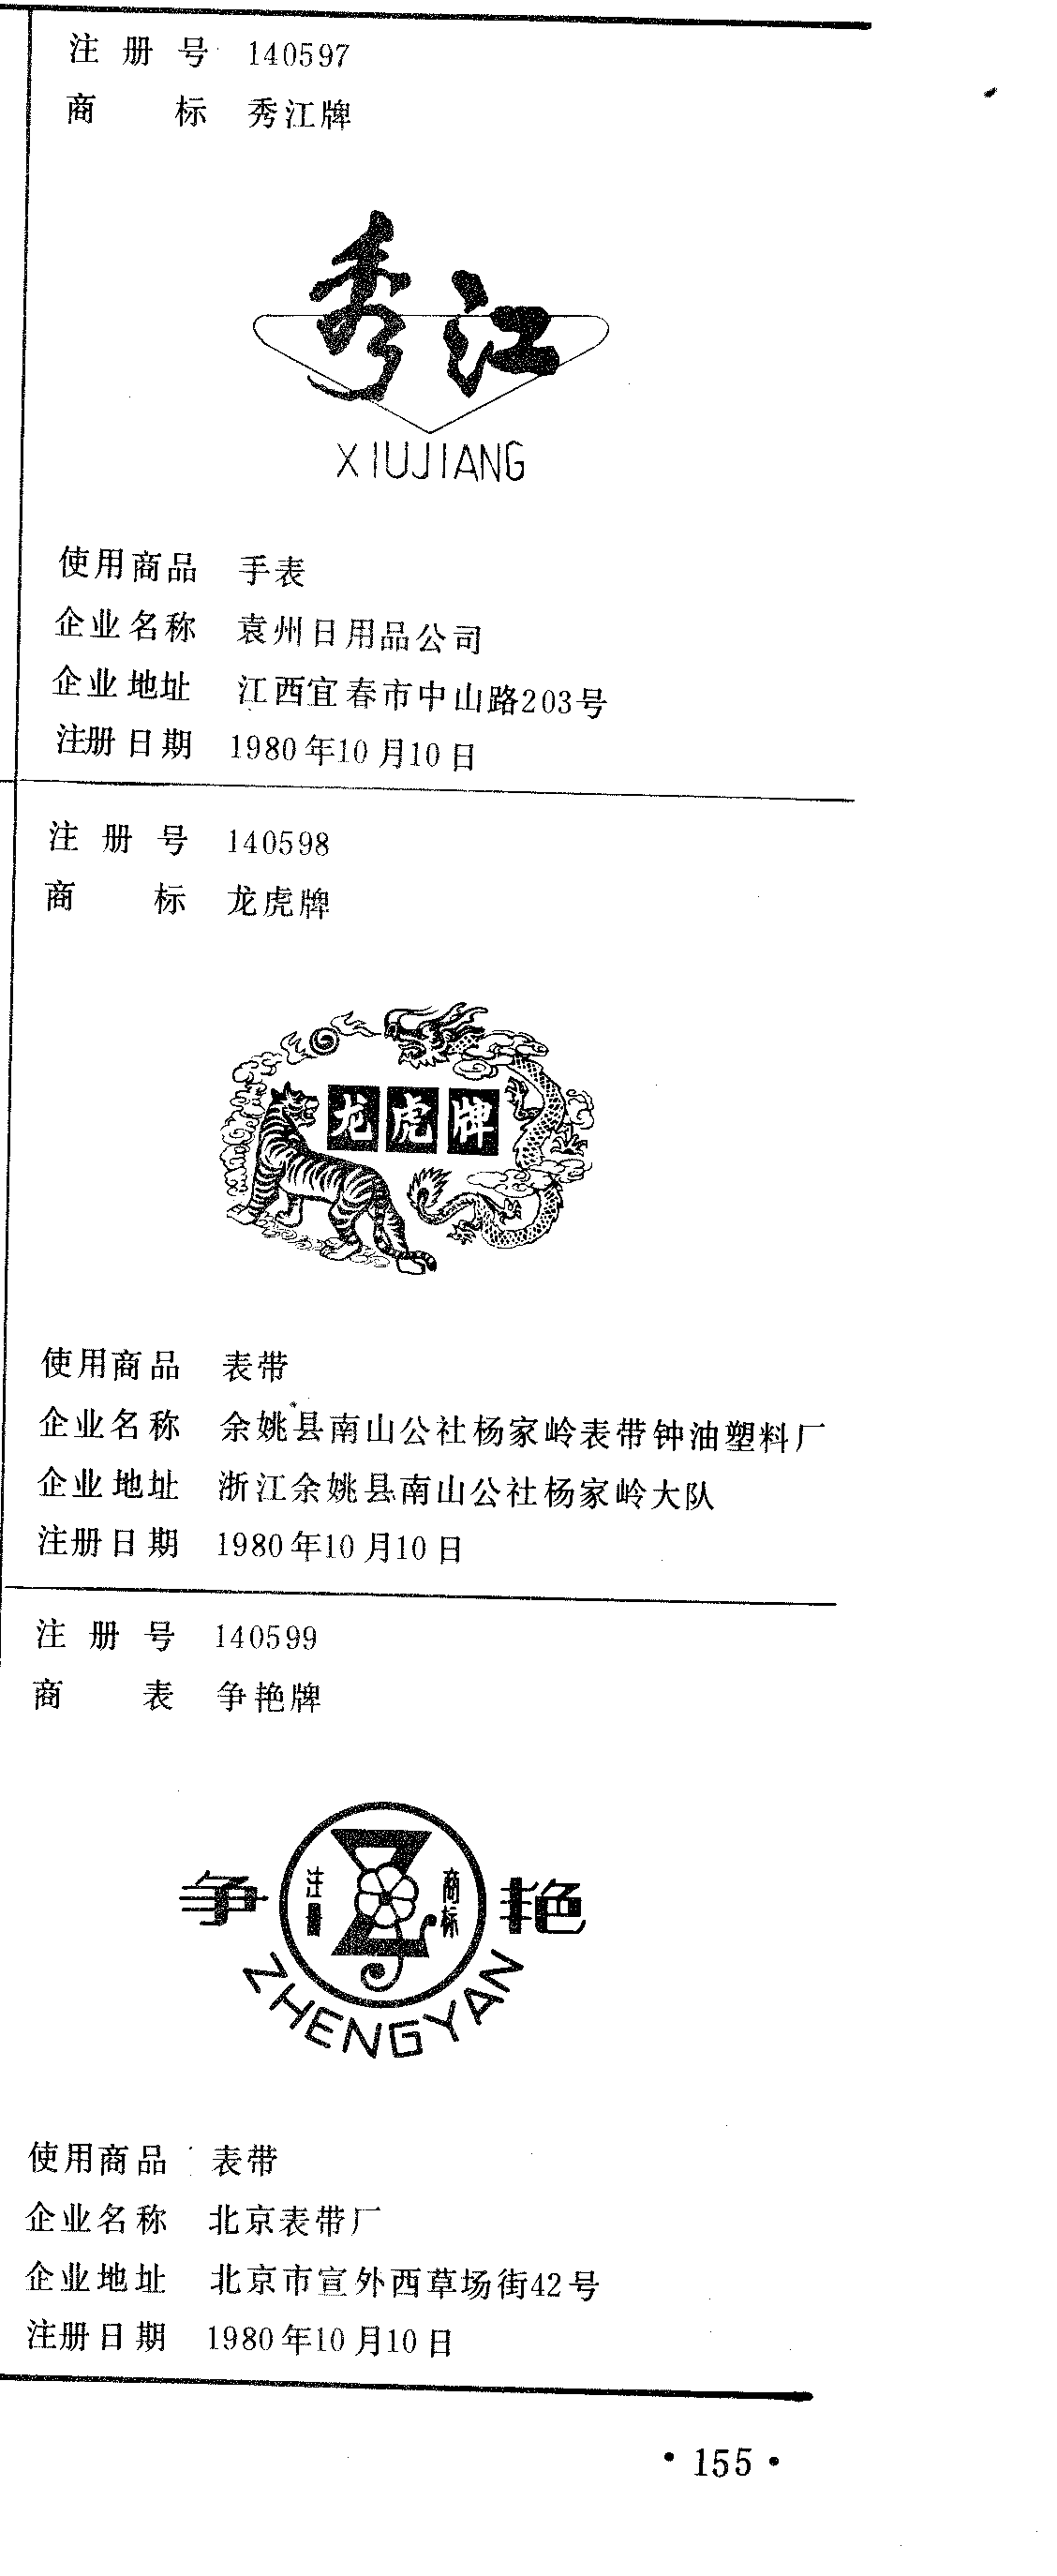 注册号 140597
商标 秀江牌
秀江
XIUJIANG
使用商品 手表
企业名称 袁州日用品公司
企业地址 江西宜春市中山路203号
注册日期 1980年10月10日
注册号 140598
商标 龙虎牌
龙虎牌
使用商品 表带
企业名称 余姚县南山公社杨家岭表带钟油塑料厂
企业地址 浙江余姚县南山公社杨家岭大队
注册日期 1980年10月10日
注册号 140599
商表 争艳牌
争 注册 商标 艳
ZHENGYAN
使用商品 表带
企业名称 北京表带厂
企业地址 北京市宣外西草场街42号
注册日期 1980年10月10日
·155·